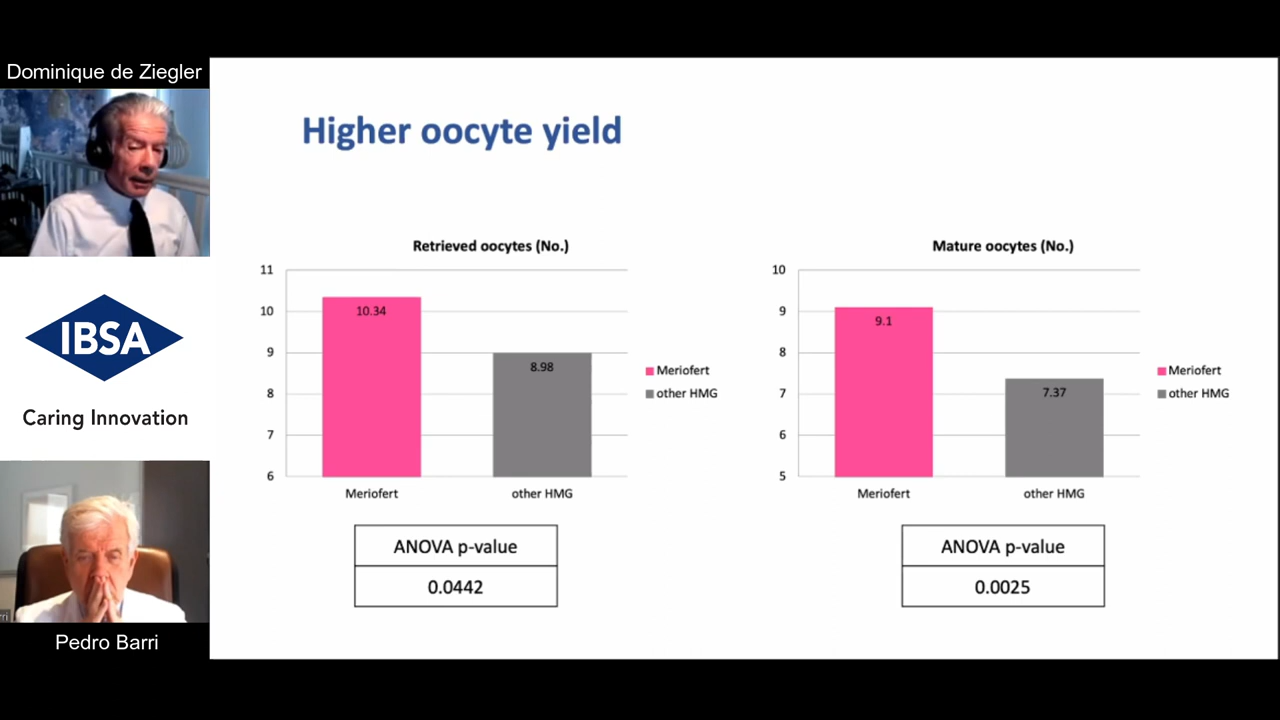 Dominique de Ziegler
IBSA
Caring Innovation
Pedro Barri
Higher oocyte yield
Retrieved oocytes (No.)
11
10
9
8
7
6
10.34
8.98
Meriofert
other HMG
Meriofert
other HMG
ANOVA p-value
0.0442
Mature oocytes (No.)
10
9
8
7
6
5
9.1
7.37
Meriofert
other HMG
Meriofert
other HMG
ANOVA p-value
0.0025